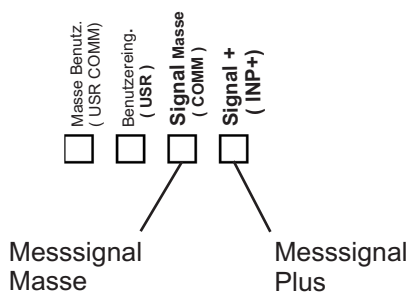 Masse Benutz.
( USR COMM)
Benutzereing.
( USR)
Signal Masse
( COMM)
Signal +
( INP+)
Messsignal
Masse
Messsignal
Plus